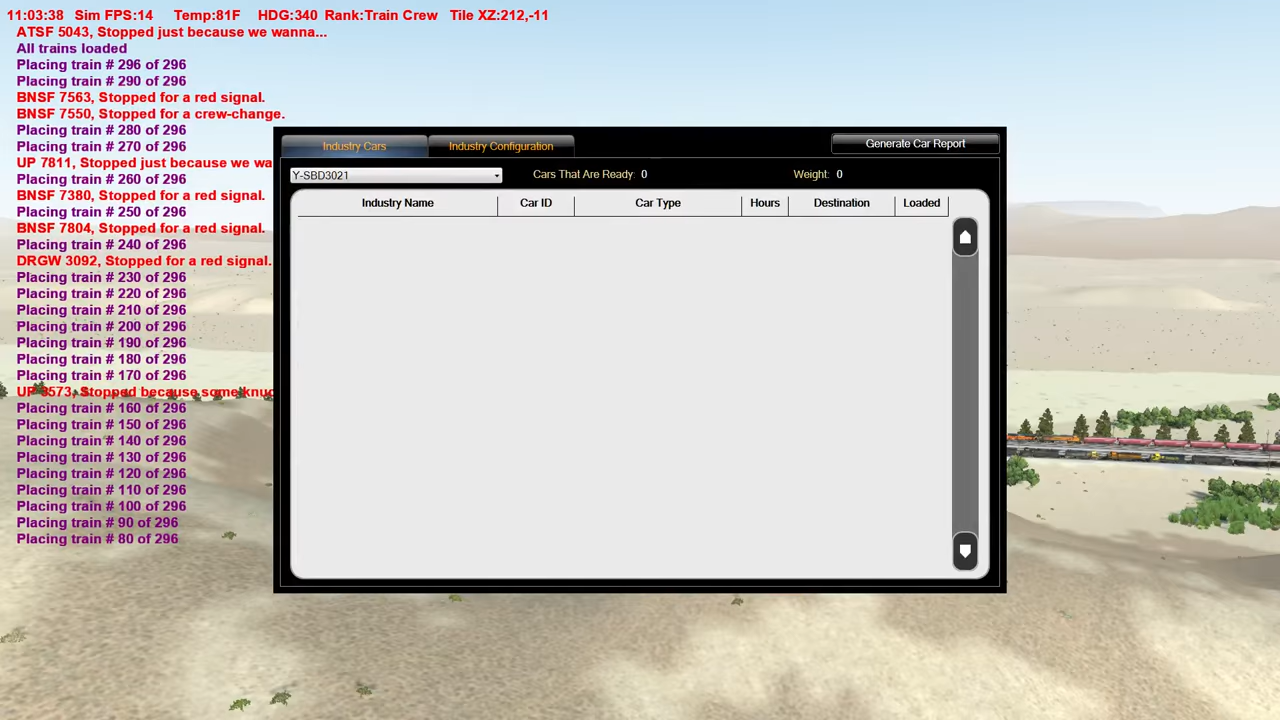 11:03:38 Sim FPS:14 Temp:81F HDG:340 Rank:Train Crew Tile XZ:212,-11
ATSF 5043, Stopped just because we wanna...
All trains loaded
Placing train # 296 of 296
Placing train # 290 of 296
BNSF 7563, Stopped for a red signal.
BNSF 7550, Stopped for a crew-change.
Placing train # 280 of 296
Placing train # 270 of 296
UP 7811, Stopped just because we wa
Placing train # 260 of 296
BNSF 7380, Stopped for a red signal.
Placing train # 250 of 296
BNSF 7804, Stopped for a red signal.
Placing train # 240 of 296
DRGW 3092, Stopped for a red signal.
Placing train # 230 of 296
Placing train # 220 of 296
Placing train # 210 of 296
Placing train # 200 of 296
Placing train # 190 of 296
Placing train # 180 of 296
Placing train # 170 of 296
UP 3573, Stopped because some knuc
Placing train # 160 of 296
Placing train # 150 of 296
Placing train # 140 of 296
Placing train # 130 of 296
Placing train # 120 of 296
Placing train # 110 of 296
Placing train # 100 of 296
Placing train # 90 of 296
Placing train # 80 of 296
Industry Cars Industry Configuration Generate Car Report
Y-SBD3021 Cars That Are Ready: 0 Weight: 0
Industry Name Car ID Car Type Hours Destination Loaded